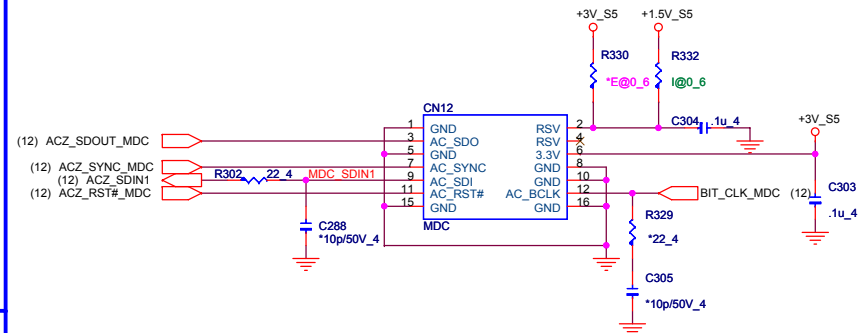 +3V_S5 +1.5V_S5
R330 R332
*E@0_6 I@0_6
CN12
C304 .1u_4
+3V_S5
1 GND RSV 2
(12) ACZ_SDOUT_MDC 3 AC_SDO RSV 4
5 GND 3.3V 6
(12) ACZ_SYNC_MDC 7 AC_SYNC GND 8
(12) ACZ_SDIN1 R302 22_4 MDC_SDIN1 9 AC_SDI GND 10
(12) ACZ_RST#_MDC 11 AC_RST# AC_BCLK 12 BIT_CLK_MDC (12)
15 GND GND 16
MDC
C303
.1u_4
C288
*10p/50V_4
R329
*22_4
C305
*10p/50V_4